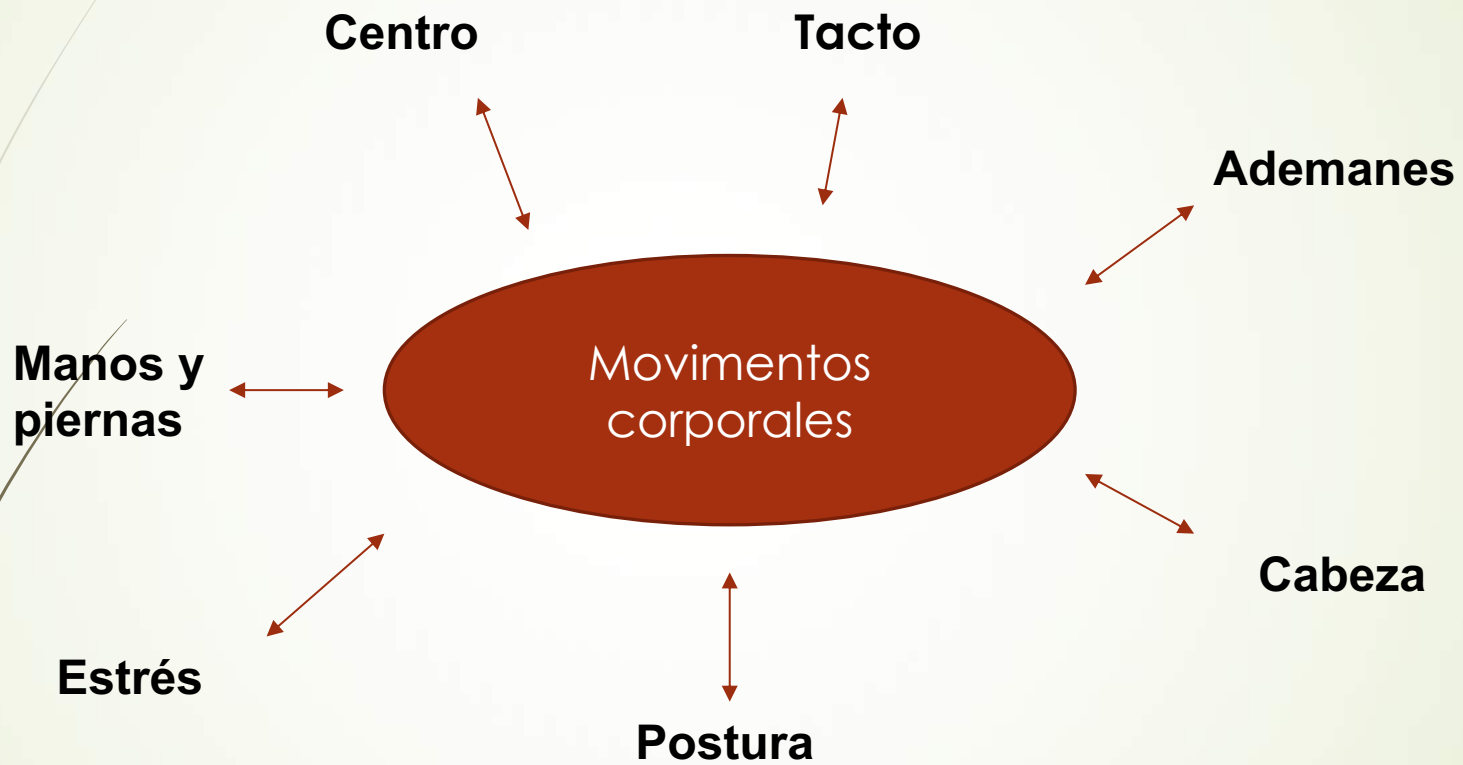 Centro
Tacto
Ademanes
Manos y
piernas
Movimentos
corporales
Cabeza
Estrés
Postura